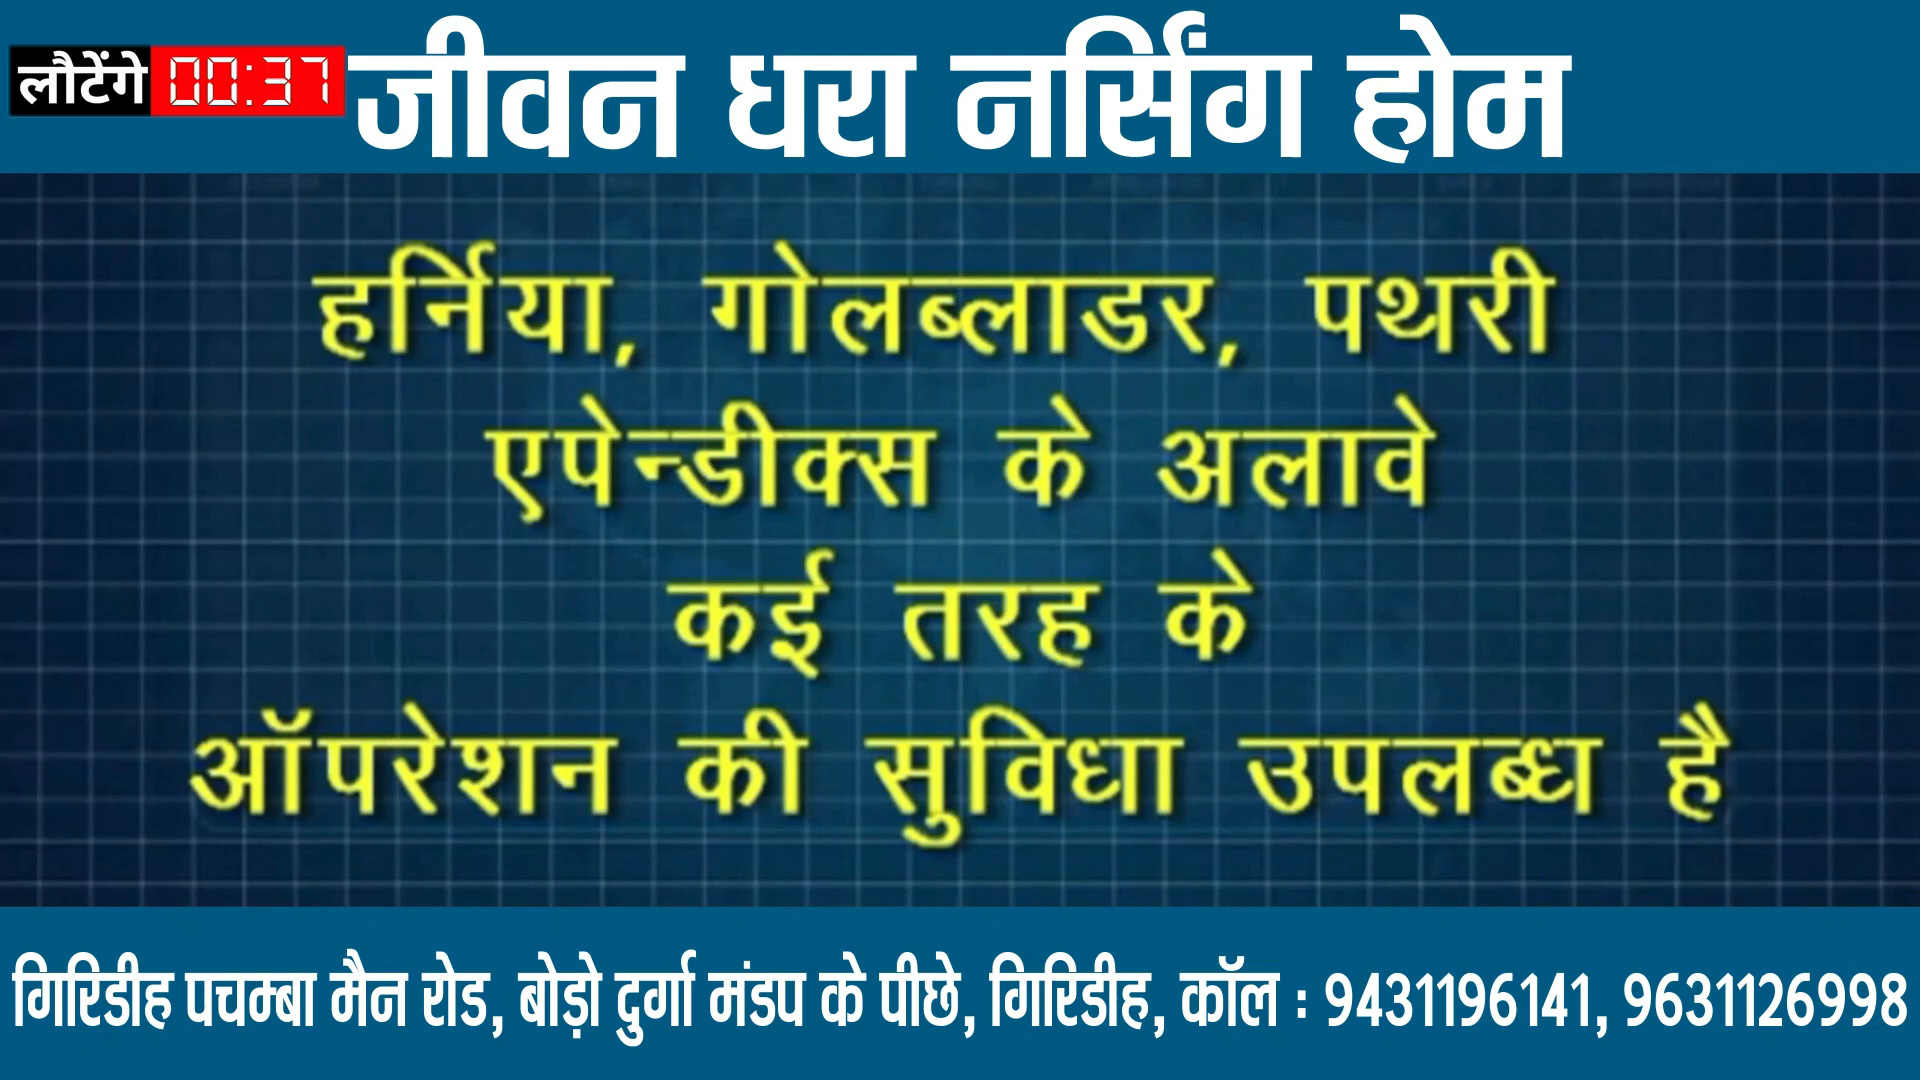 लौटेंगे 00:37
जीवन धरा नर्सिंग होम
हर्निया, गोलब्लाडर, पथरी
एपेन्डीक्स के अलावे
कई तरह के
ऑपरेशन की सुविधा उपलब्ध है
गिरिडीह पचम्बा मैन रोड, बोड़ो दुर्गा मंडप के पीछे, गिरिडीह, कॉल : 9431196141, 9631126998